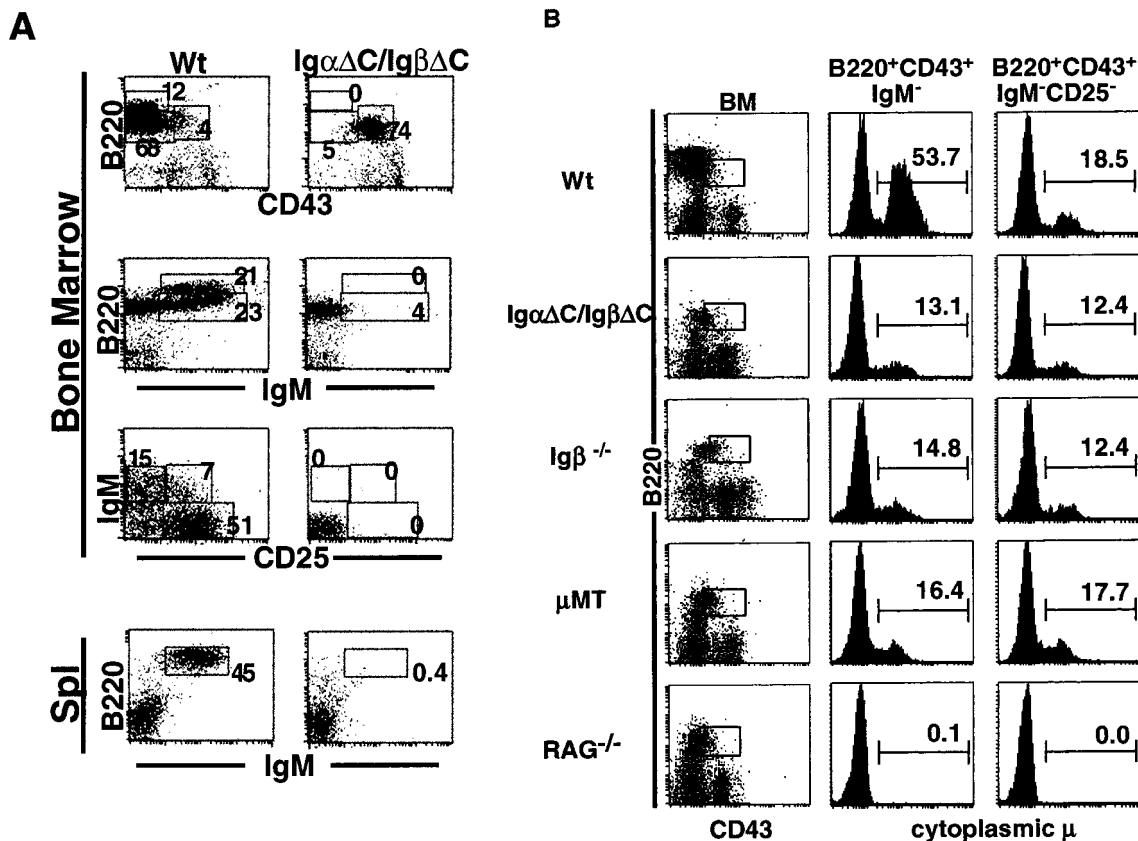 A
Wt
IgαΔC/IgβΔC
Bone Marrow
B220
12
4
68
0
74
5
CD43
B220
21
23
0
4
IgM
IgM
15
7
51
0
0
0
CD25
Spl
B220
45
0.4
IgM
B
BM
B220+CD43+
IgM-
B220+CD43+
IgM-CD25-
Wt
53.7
18.5
IgαΔC/IgβΔC
13.1
12.4
Igβ -/-
14.8
12.4
B220
μMT
16.4
17.7
RAG-/-
0.1
0.0
CD43
cytoplasmic μ